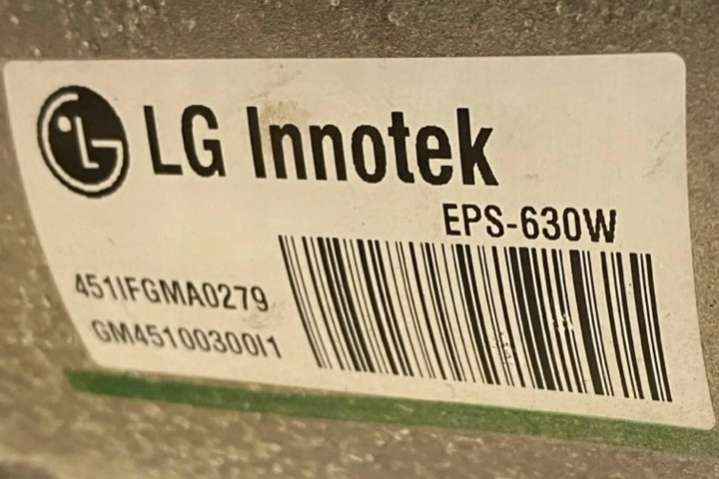 LG Innotek
EPS-630W
451IFGMA0279
GM45100300I1